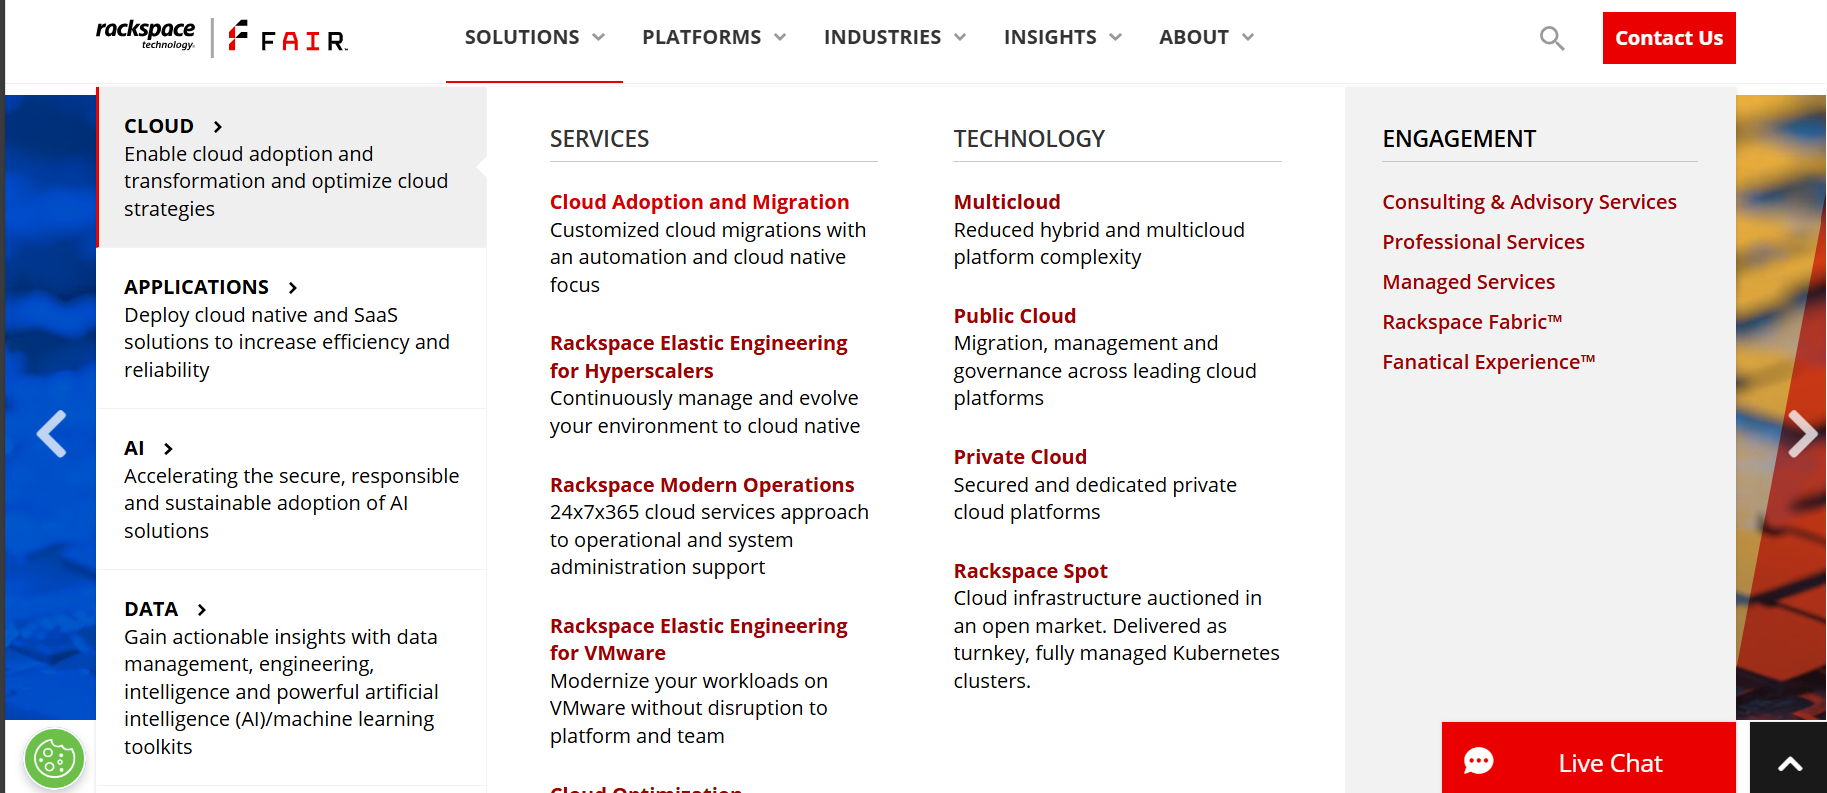 rackspace
technology
FAIR™
SOLUTIONS
PLATFORMS
INDUSTRIES
INSIGHTS
ABOUT
Contact Us
CLOUD
Enable cloud adoption and
transformation and optimize cloud
strategies
APPLICATIONS
Deploy cloud native and SaaS
solutions to increase efficiency and
reliability
AI
Accelerating the secure, responsible
and sustainable adoption of AI
solutions
DATA
Gain actionable insights with data
management, engineering,
intelligence and powerful artificial
intelligence (AI)/machine learning
toolkits
SERVICES
Cloud Adoption and Migration
Customized cloud migrations with
an automation and cloud native
focus
Rackspace Elastic Engineering
for Hyperscalers
Continuously manage and evolve
your environment to cloud native
Rackspace Modern Operations
24x7x365 cloud services approach
to operational and system
administration support
Rackspace Elastic Engineering
for VMware
Modernize your workloads on
VMware without disruption to
platform and team
Cloud Optimization
TECHNOLOGY
Multicloud
Reduced hybrid and multicloud
platform complexity
Public Cloud
Migration, management and
governance across leading cloud
platforms
Private Cloud
Secured and dedicated private
cloud platforms
Rackspace Spot
Cloud infrastructure auctioned in
an open market. Delivered as
turnkey, fully managed Kubernetes
clusters.
ENGAGEMENT
Consulting & Advisory Services
Professional Services
Managed Services
Rackspace Fabric™
Fanatical Experience™
Live Chat